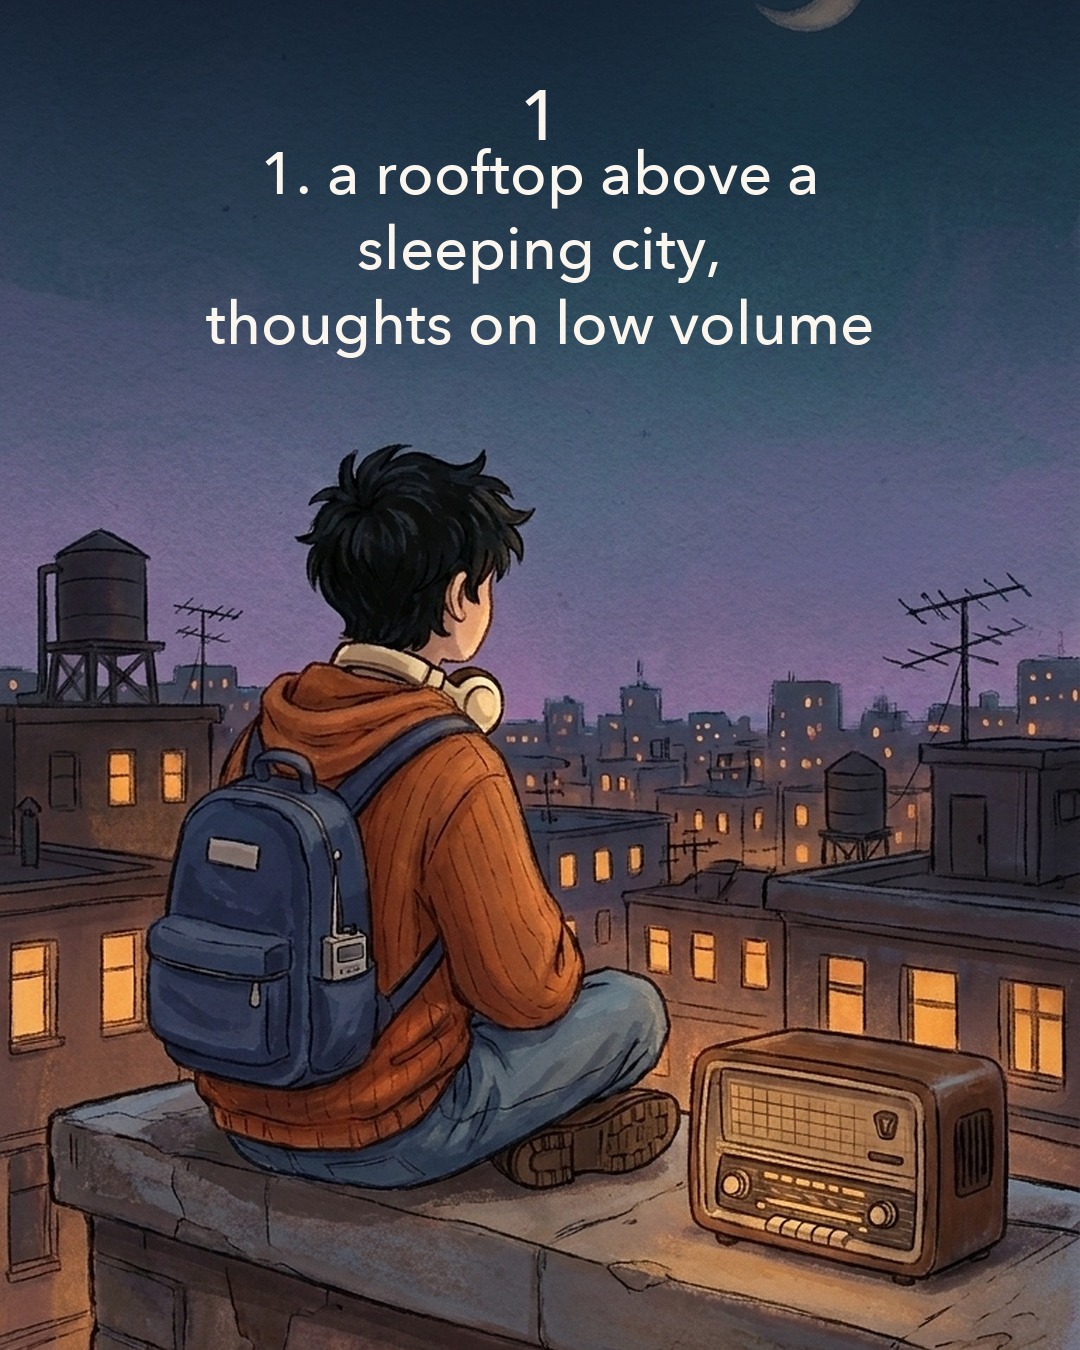 1
1. a rooftop above a
sleeping city,
thoughts on low volume